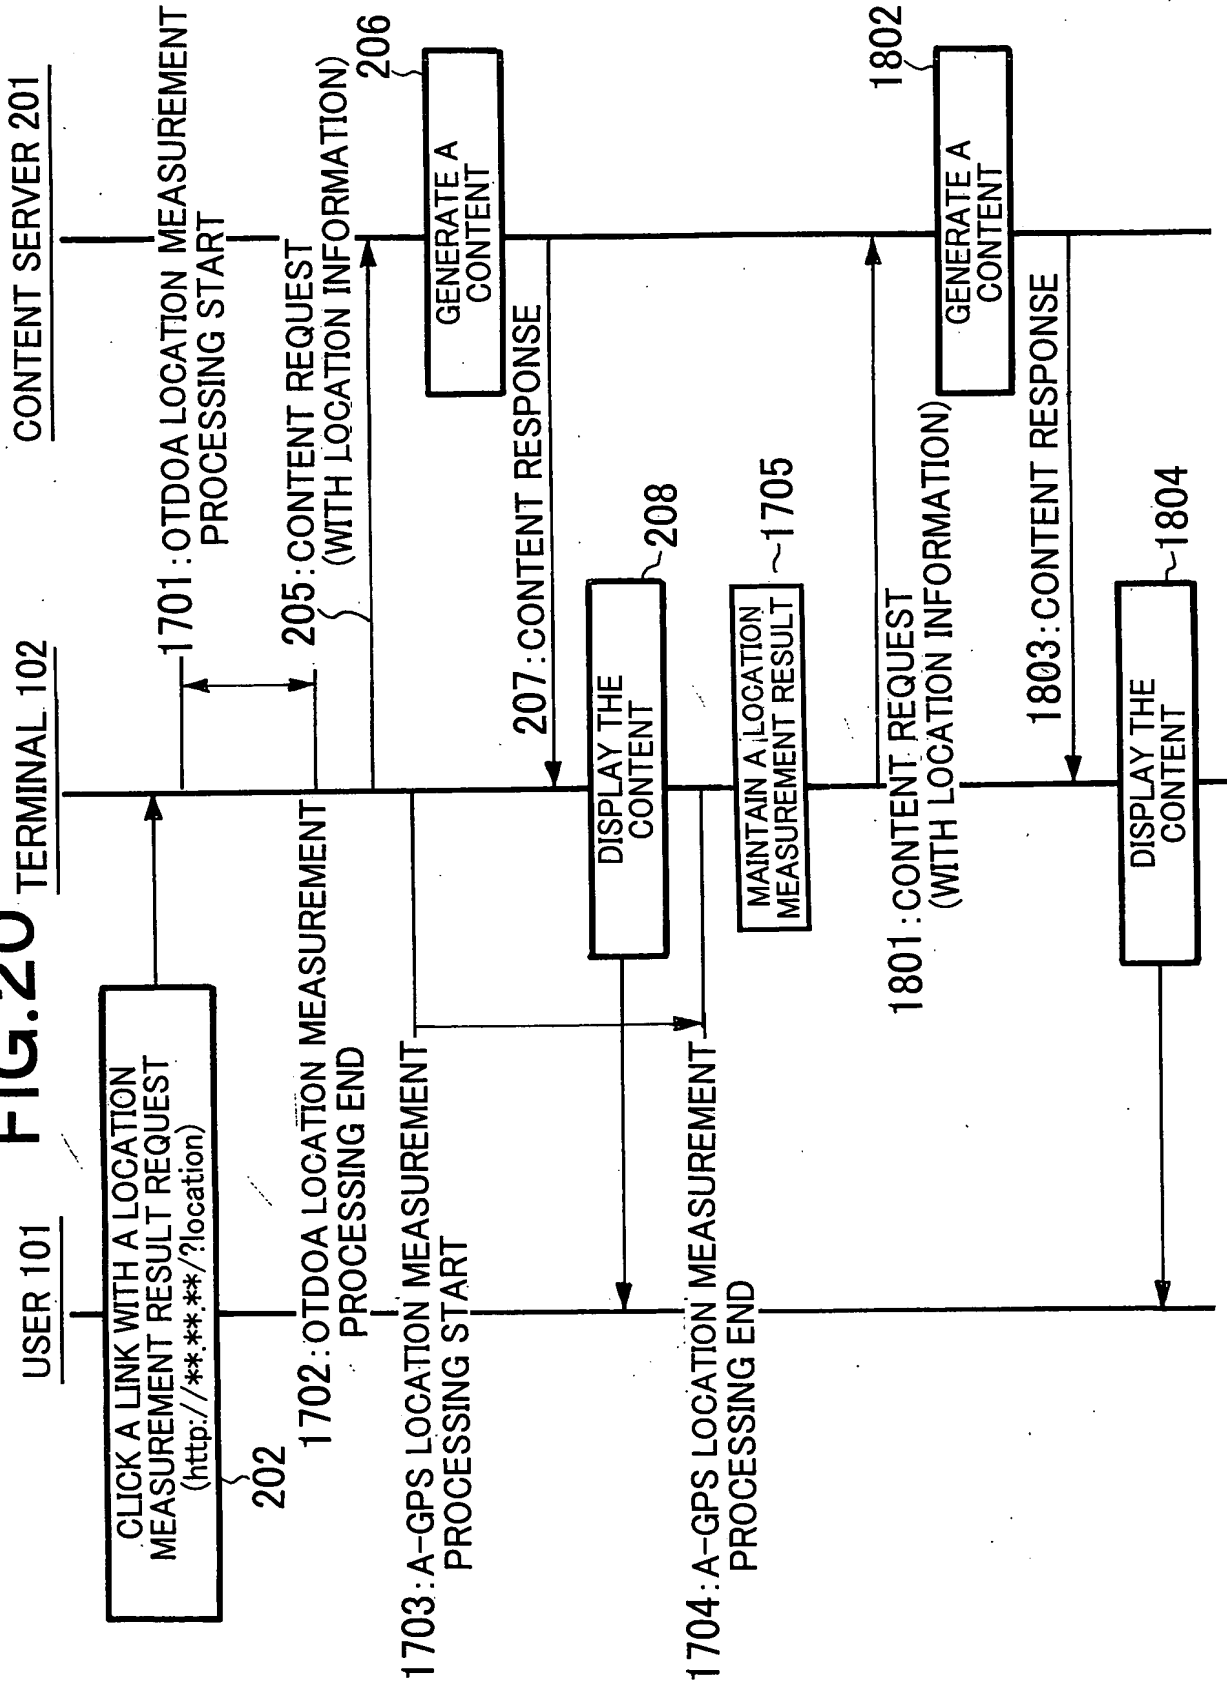 FIG.20
USER 101
TERMINAL 102
CONTENT SERVER 201
CLICK A LINK WITH A LOCATION
MEASUREMENT RESULT REQUEST
(http://**.**.**/?location)
202
1701:OTDOA LOCATION MEASUREMENT
PROCESSING START
1702:OTDOA LOCATION MEASUREMENT
PROCESSING END
205:CONTENT REQUEST
(WITH LOCATION INFORMATION)
206
GENERATE A
CONTENT
1703:A-GPS LOCATION MEASUREMENT
PROCESSING START
207:CONTENT RESPONSE
DISPLAY THE
CONTENT
208
1704:A-GPS LOCATION MEASUREMENT
PROCESSING END
MAINTAIN A LOCATION
MEASUREMENT RESULT
1705
1801:CONTENT REQUEST
(WITH LOCATION INFORMATION)
1802
GENERATE A
CONTENT
1803:CONTENT RESPONSE
DISPLAY THE
CONTENT
1804